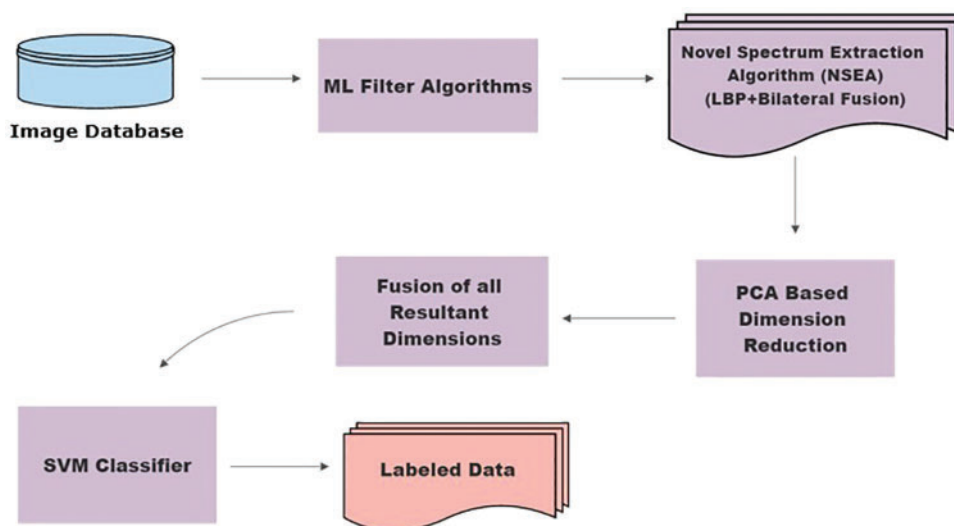 Image Database
ML Filter Algorithms
Novel Spectrum Extraction
Algorithm (NSEA)
(LBP+Bilateral Fusion)
PCA Based
Dimension
Reduction
Fusion of all
Resultant
Dimensions
SVM Classifier
Labeled Data